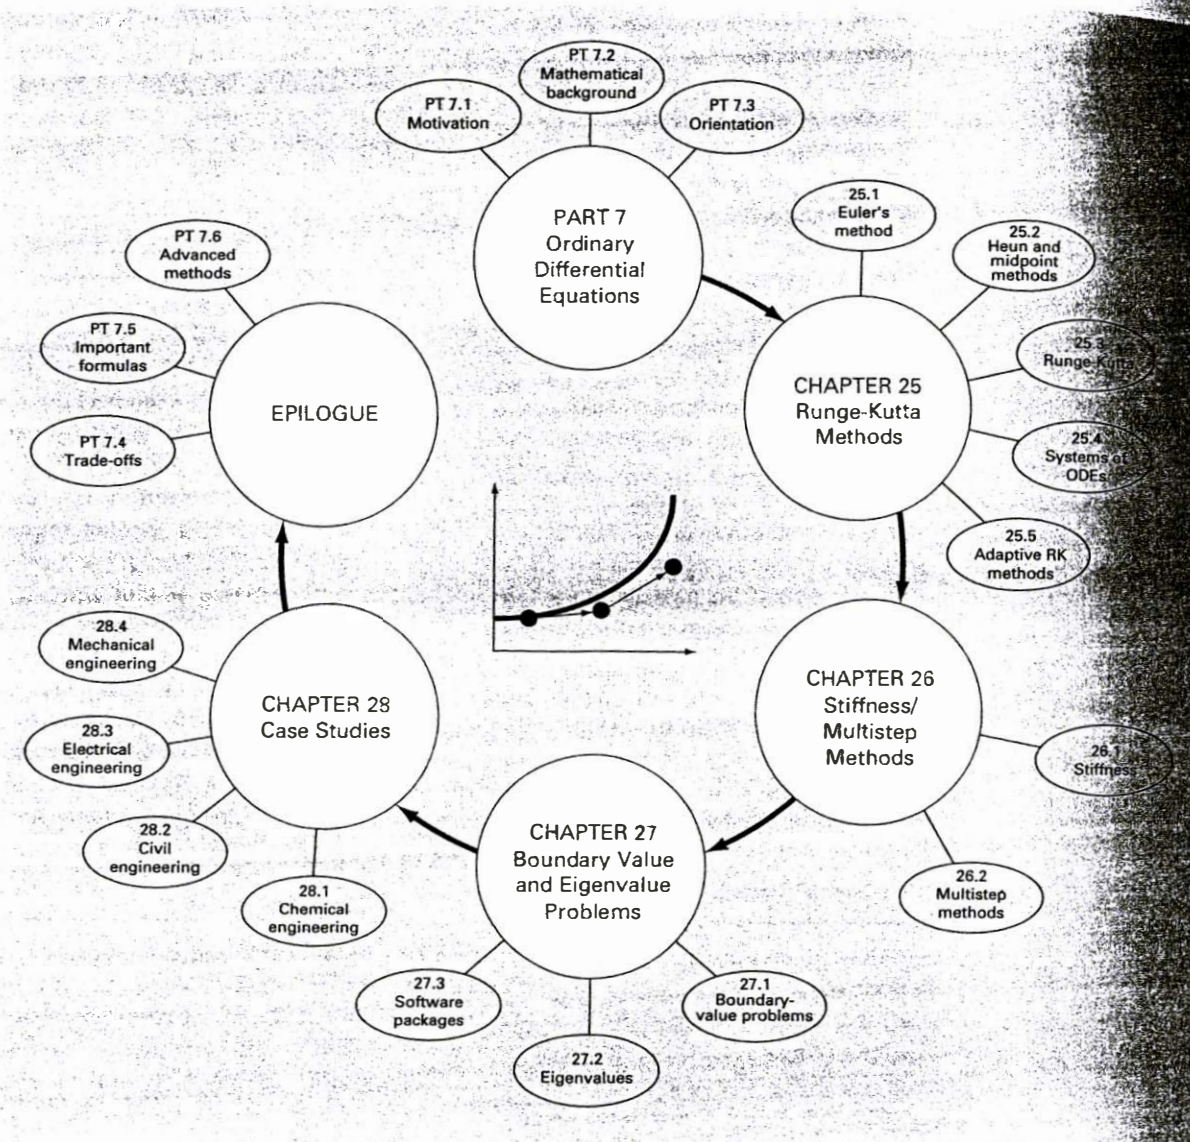 PT 7.2
Mathematical
background
PT 7.1
Motivation
PT 7.3
Orientation
PART 7
Ordinary
Differential
Equations
25.1
Euler's
method
25.2
Heun and
midpoint
methods
25.3
Runge-Kutta
25.4
Systems of
ODEs
25.5
Adaptive RK
methods
CHAPTER 25
Runge-Kutta
Methods
PT 7.6
Advanced
methods
PT 7.5
Important
formulas
PT 7.4
Trade-offs
EPILOGUE
CHAPTER 26
Stiffness/
Multistep
Methods
26.1
Stiffness
26.2
Multistep
methods
28.4
Mechanical
engineering
28.3
Electrical
engineering
28.2
Civil
engineering
28.1
Chemical
engineering
CHAPTER 28
Case Studies
CHAPTER 27
Boundary Value
and Eigenvalue
Problems
27.3
Software
packages
27.2
Eigenvalues
27.1
Boundary-
value problems